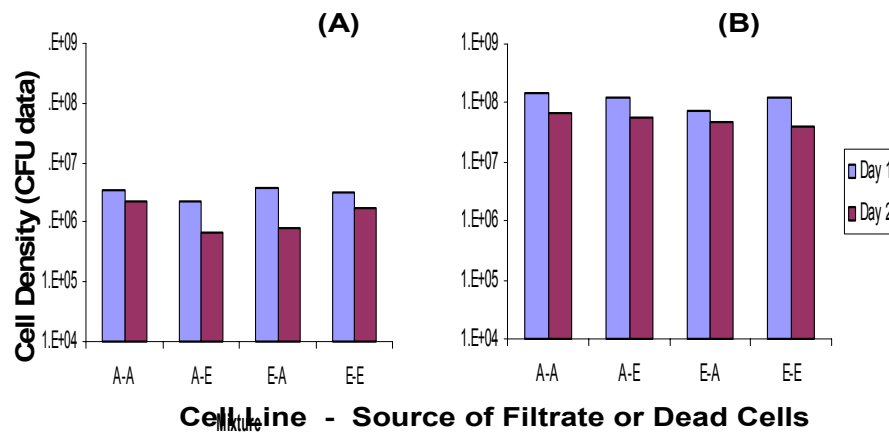 (A)
(B)
Cell Density (CFU data)
.E+09
.E+08
.E+07
.E+06
1.E+05
1.E+04
A-A
A-E
E-A
E-E
1.E+09
1.E+08
1.E+07
1.E+06
1.E+05
1.E+04
A-A
A-E
E-A
E-E
Day 1
Day 2
Mixture
Cell Line - Source of Filtrate or Dead Cells